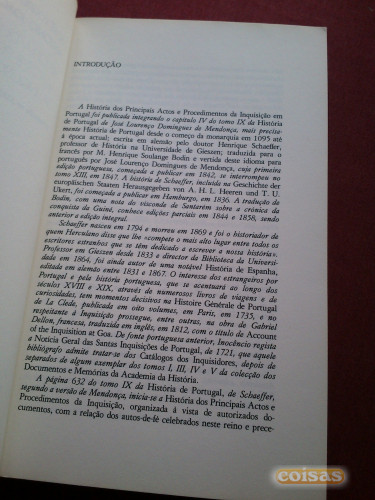 INTRODUÇÃO
A História dos Principais Actos e Procedimentos da Inquisição em
Portugal foi publicada integrando o capítulo IV do tomo IX da História
de Portugal de José Lourenço Domingues de Mendonça, mais precisa-
mente História de Portugal desde o começo da monarquia em 1095 até
à época actual; escrita em alemão pelo doutor Henrique Schaeffer,
professor de História na Universidade de Giessen; traduzida para o
francês por M. Henrique Soulange Bodin e vertida deste idioma para
português por José Lourenço Domingues de Mendonça, cuja primeira
edição portuguesa, começada a publicar em 1842, se interrompeu no
tomo XIII, em 1847. A história de Schaeffer, incluída na Geschichte der
europäischen Staaten Herausgegeben von A. H. L. Heeren und T. U.
Ukert, foi começada a publicar em Hamburgo, em 1836. A tradução de
Bodin, com uma nota do visconde de Santarém sobre a crónica da
conquista da Guiné, conhece edições parciais em 1844 e 1858, sendo
anterior a edição integral.
Schaeffer nasceu em 1794 e morreu em 1869 e foi o historiador de
quem Herculano disse que lhe «compete o mais alto lugar entre todos os
escritores estranhos que se têm dedicado a escrever a nossa história».
Professor em Giessen desde 1833 e director da Biblioteca da Universi-
dade em 1864, foi ainda autor de uma notável História de Espanha,
editada em alemão entre 1831 e 1867. O interesse dos estrangeiros por
Portugal e pela história portuguesa, que se acentuara ao longo dos
séculos XVIII e XIX, através de numerosos livros de viagens e de
curiosidades, tem momentos decisivos na Histoire Générale de Portugal
de La Clède, publicada em oito volumes, em Paris, em 1735, e no
respeitante à Inquisição prossegue, entre outras, na obra de Gabriel
Dellon, francesa, traduzida em inglês, em 1812, com o título de Account
of the Inquisition at Goa. De fonte portuguesa anterior, Inocêncio regista
a Notícia Geral das Santas Inquisições de Portugal, de 1721, que aquele
bibliógrafo admite tratar-se dos Catálogos dos Inquisidores, depois de
separados de algum exemplar dos tomos I, III, IV e V da colecção dos
Documentos e Memórias da Academia da História.
A página 632 do tomo IX da História de Portugal, de Schaeffer,
segundo a versão de Mendonça, inicia-se a História dos Principais Actos e
Procedimentos da Inquisição, organizada à vista de autorizados do-
cumentos, com a relação dos autos-de-fé celebrados neste reino e prece-
coisas